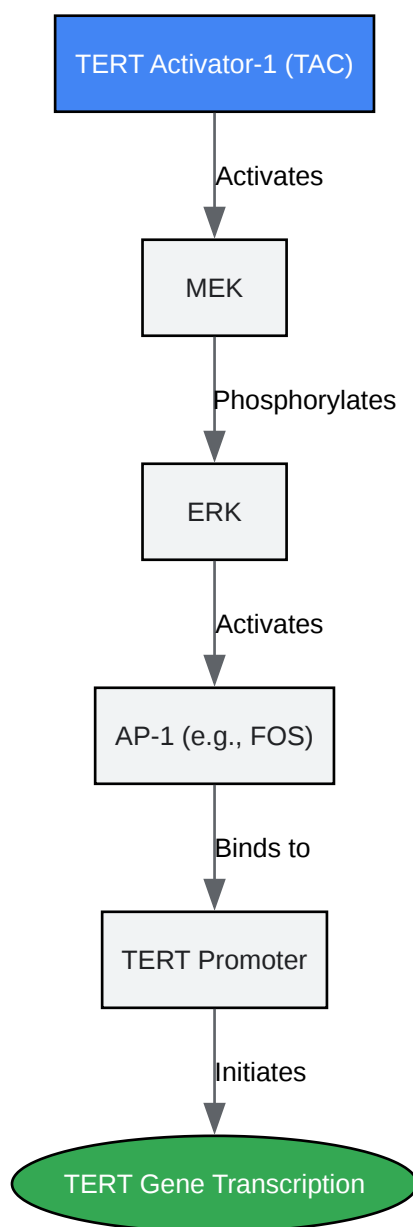 TERT Activator-1 (TAC)
Activates
MEK
Phosphorylates
ERK
Activates
AP-1 (e.g., FOS)
Binds to
TERT Promoter
Initiates
TERT Gene Transcription